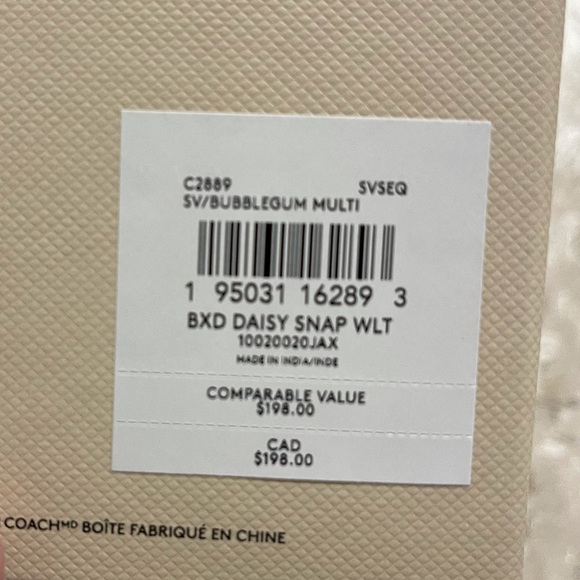 C2889 SVSEQ
SV/BUBBLEGUM MULTI
1 95031 16289 3
BXD DAISY SNAP WLT
10020020JAX
MADE IN INDIA/INDE
COMPARABLE VALUE
$198.00
CAD
$198.00
COACHᴹᴰ BOÎTE FABRIQUÉ EN CHINE